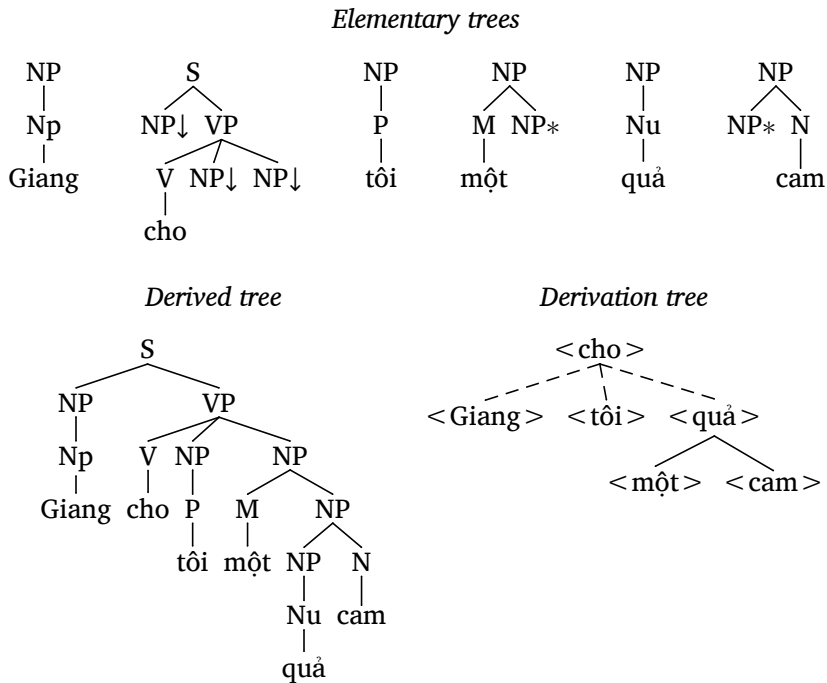 Elementary trees
NP S NP NP NP NP
Np NP↓ VP P M NP* Nu NP* N
Giang V NP↓ NP↓ tôi một quả cam
cho
Derived tree Derivation tree
S <cho>
NP VP <Giang> <tôi> <quả>
Np V NP NP <một> <cam>
Giang cho P M NP
tôi một NP N
Nu cam
quả